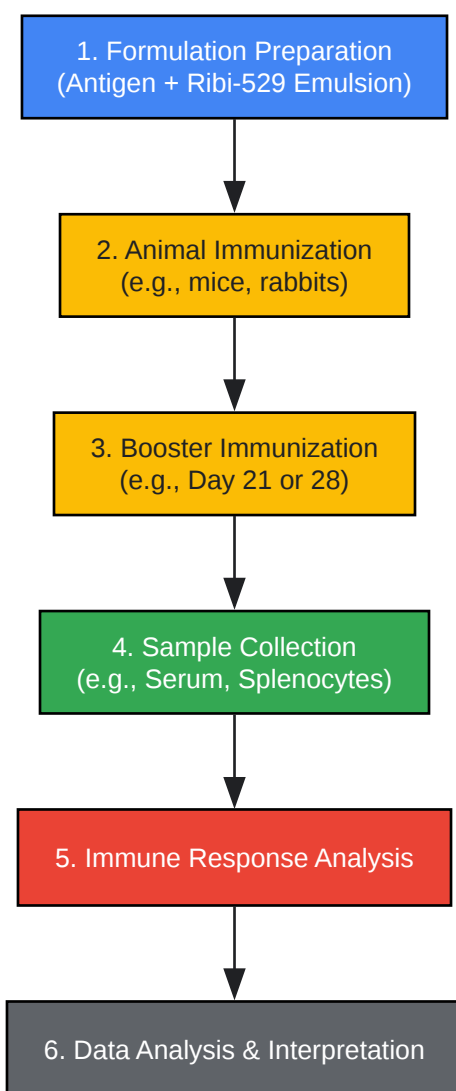 1. Formulation Preparation
(Antigen + Ribi-529 Emulsion)
2. Animal Immunization
(e.g., mice, rabbits)
3. Booster Immunization
(e.g., Day 21 or 28)
4. Sample Collection
(e.g., Serum, Splenocytes)
5. Immune Response Analysis
6. Data Analysis & Interpretation